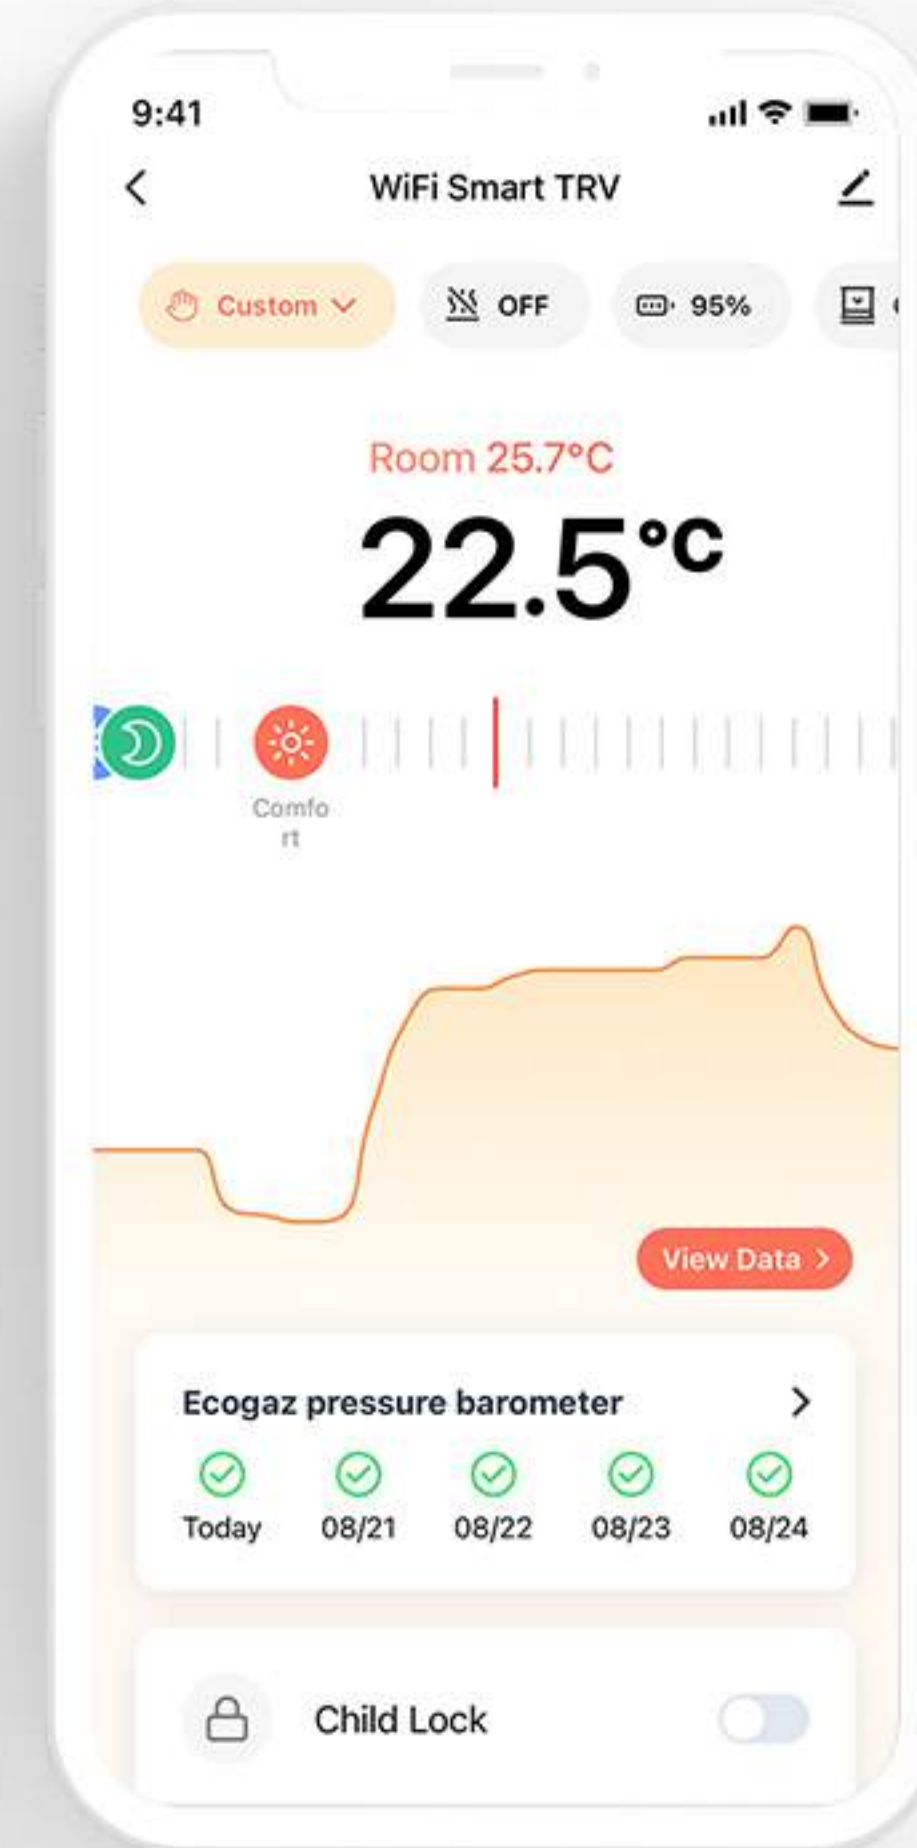 9:41
WiFi Smart TRV
Custom OFF 95%
Room 25.7°C
22.5°C
Comfo
rt
View Data
Ecogaz pressure barometer
Today 08/21 08/22 08/23 08/24
Child Lock